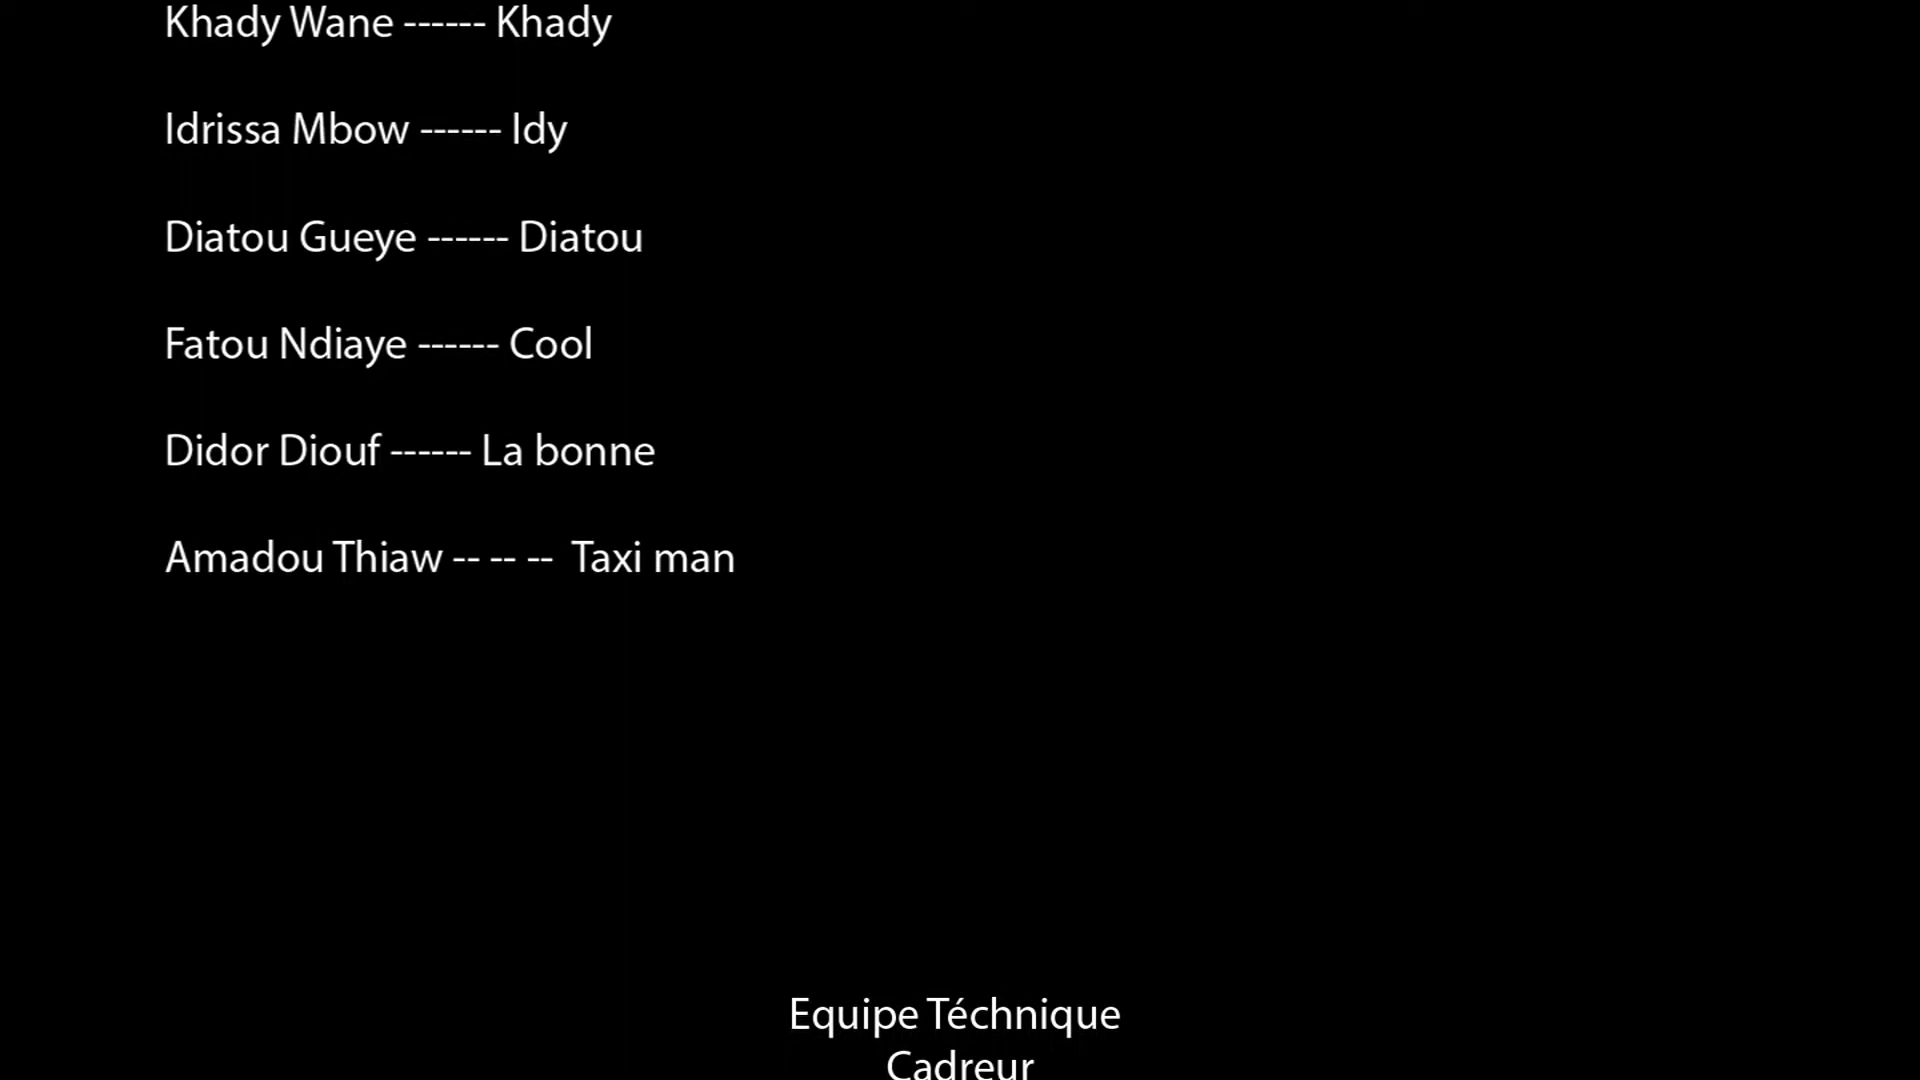 Khady Wane ------ Khady
Idrissa Mbow ------ Idy
Diatou Gueye ------ Diatou
Fatou Ndiaye ------ Cool
Didor Diouf ------ La bonne
Amadou Thiaw -- -- --  Taxi man
Equipe Téchnique
Cadreur